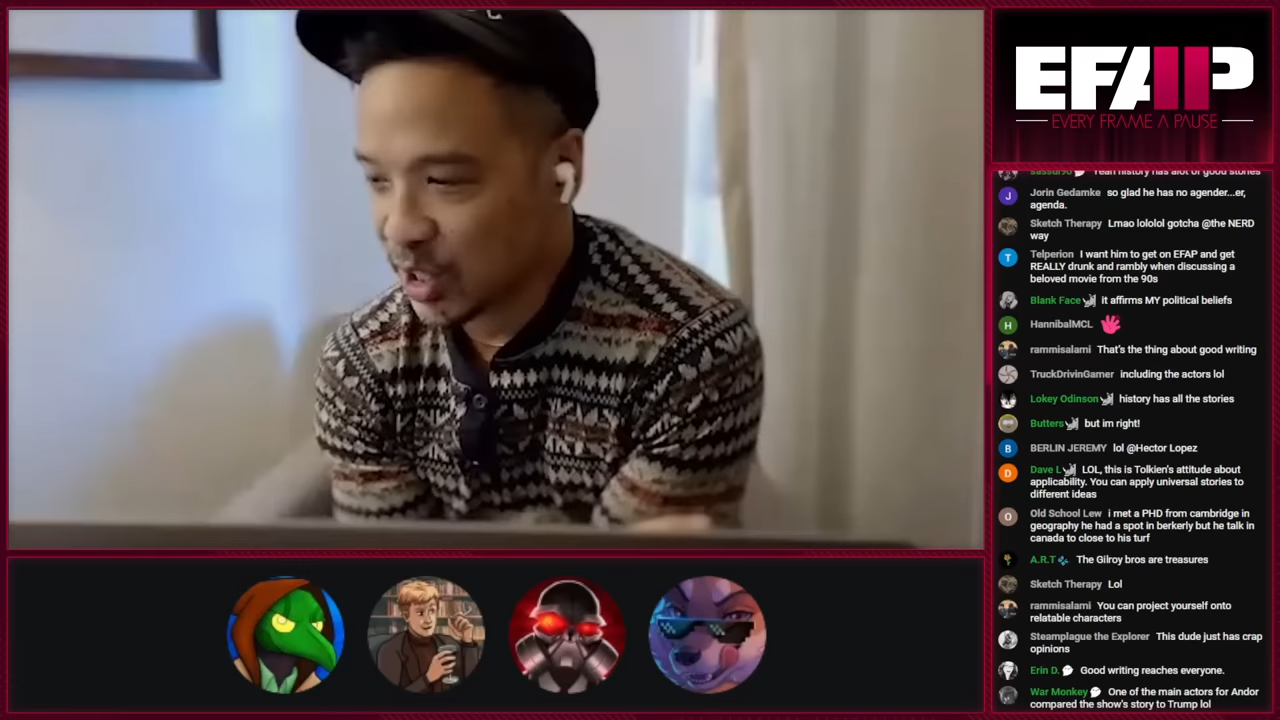 EFAP
EVERY FRAME A PAUSE
sassdr90 Yeah history has alot of good stories
Jorin Gedamke so glad he has no agender...er,
agenda.
Sketch Therapy Lmao lololol gotcha @the NERD
way
Telperion I want him to get on EFAP and get
REALLY drunk and rambly when discussing a
beloved movie from the 90s
Blank Face it affirms MY political beliefs
HannibalMCL
rammisalami That's the thing about good writing
TruckDrivinGamer including the actors lol
Lokey Odinson history has all the stories
Butters but im right!
BERLIN JEREMY lol @Hector Lopez
Dave L LOL, this is Tolkien's attitude about
applicability. You can apply universal stories to
different ideas
Old School Lew i met a PHD from cambridge in
geography he had a spot in berkerly but he talk in
canada to close to his turf
A.R.T The Gilroy bros are treasures
Sketch Therapy Lol
rammisalami You can project yourself onto
relatable characters
Steamplague the Explorer This dude just has crap
opinions
Erin D. Good writing reaches everyone.
War Monkey One of the main actors for Andor
compared the show's story to Trump lol
J
T
H
B
D
O